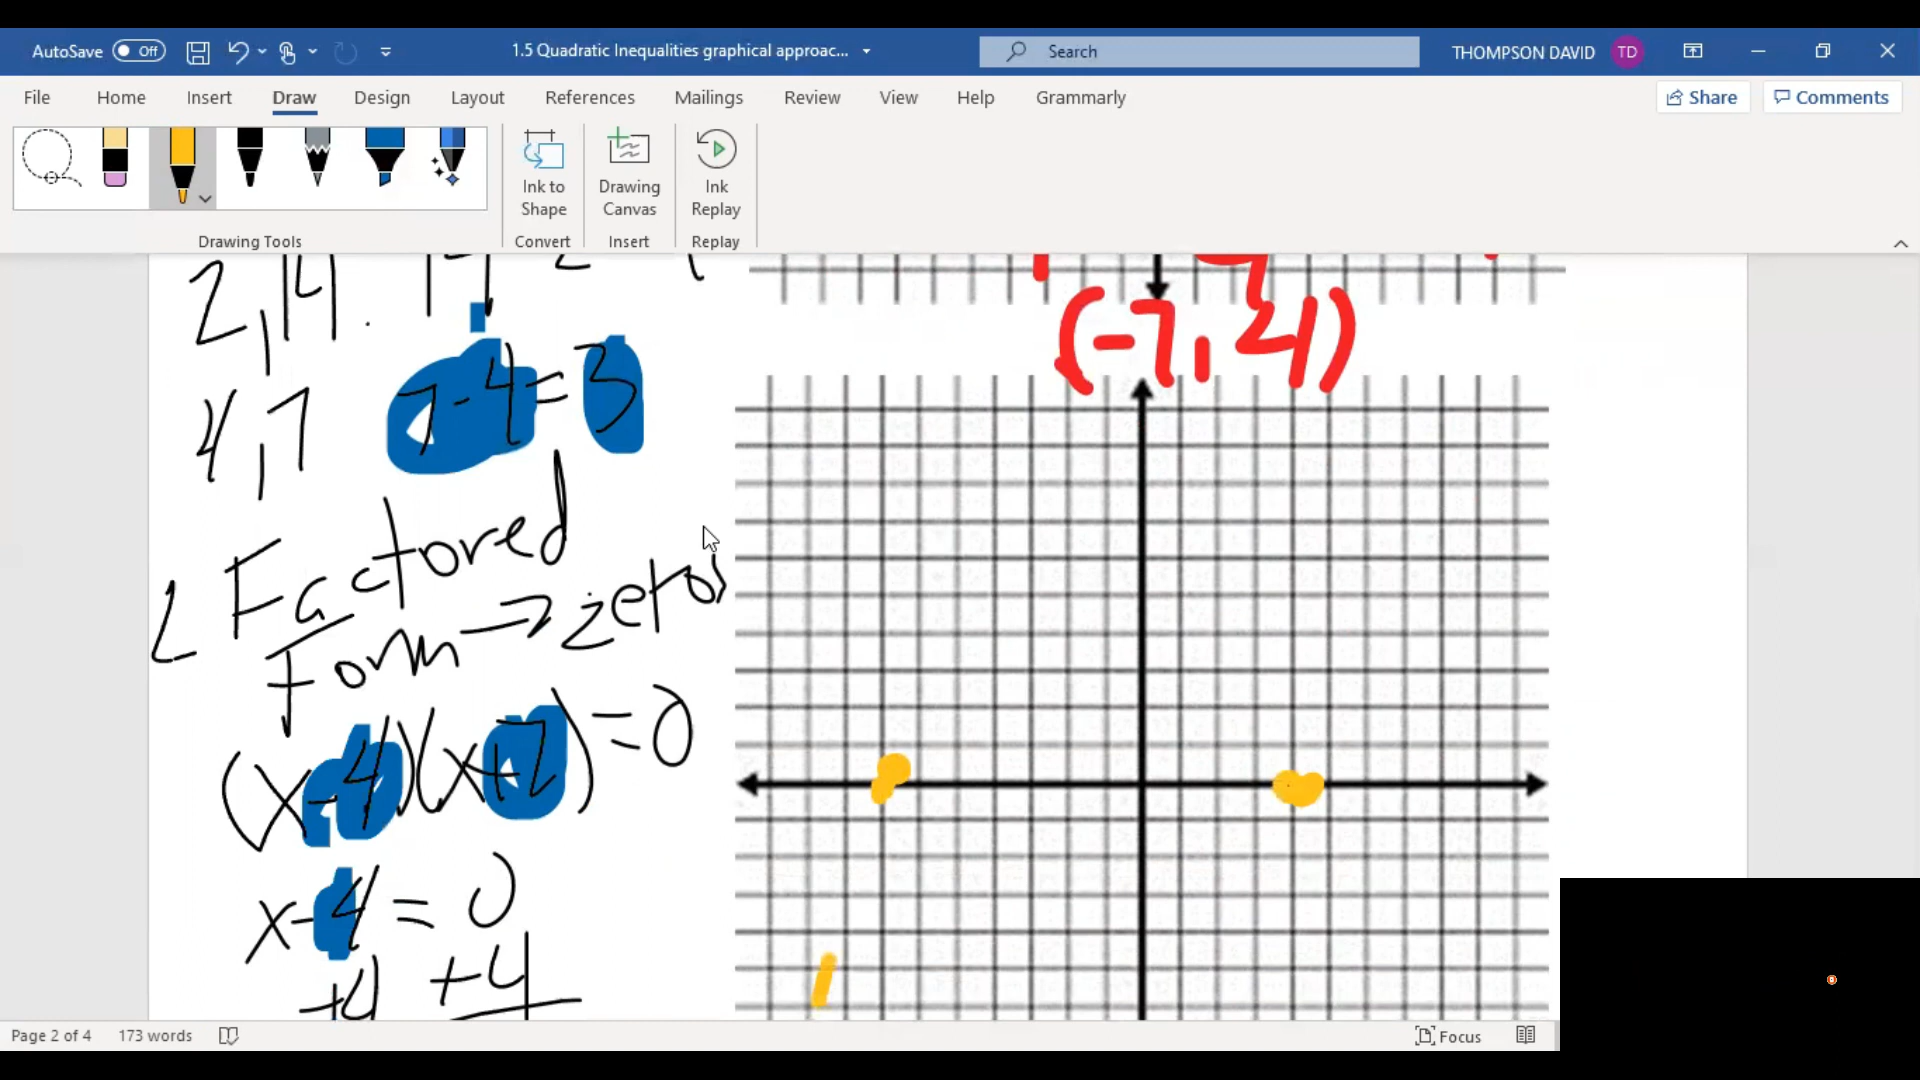 AutoSave Off 1.5 Quadratic Inequalities graphical approac... Search THOMPSON DAVID TD
File Home Insert Draw Design Layout References Mailings Review View Help Grammarly Share Comments
Ink to Shape
Drawing Canvas
Ink Replay
Drawing Tools Convert Insert Replay
2,14
(-7,4)
7-4=3
4,7
2 Factored
Form → zeros
(x-4)(x+7)=0
x-4=0
+4 +4
Page 2 of 4 173 words Focus